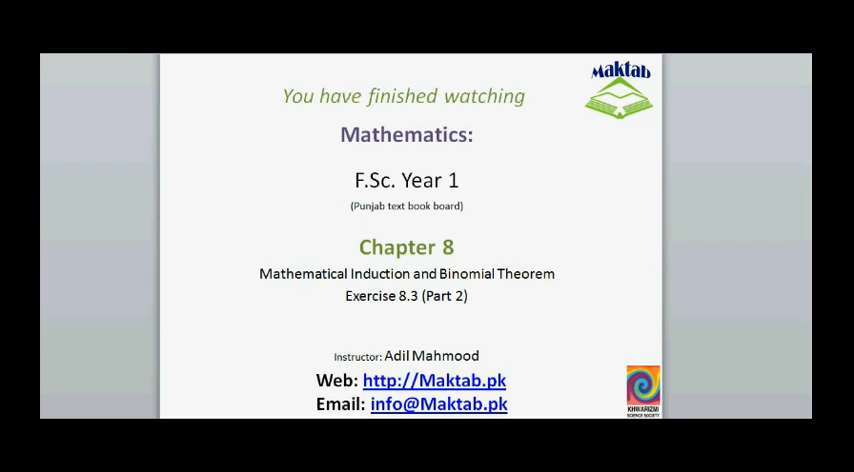 Maktab
You have finished watching
Mathematics:
F.Sc. Year 1
(Punjab text book board)
Chapter 8
Mathematical Induction and Binomial Theorem
Exercise 8.3 (Part 2)
Instructor: Adil Mahmood
Web: http://Maktab.pk
Email: info@Maktab.pk
KHWARIZMI
SCIENCE SOCIETY